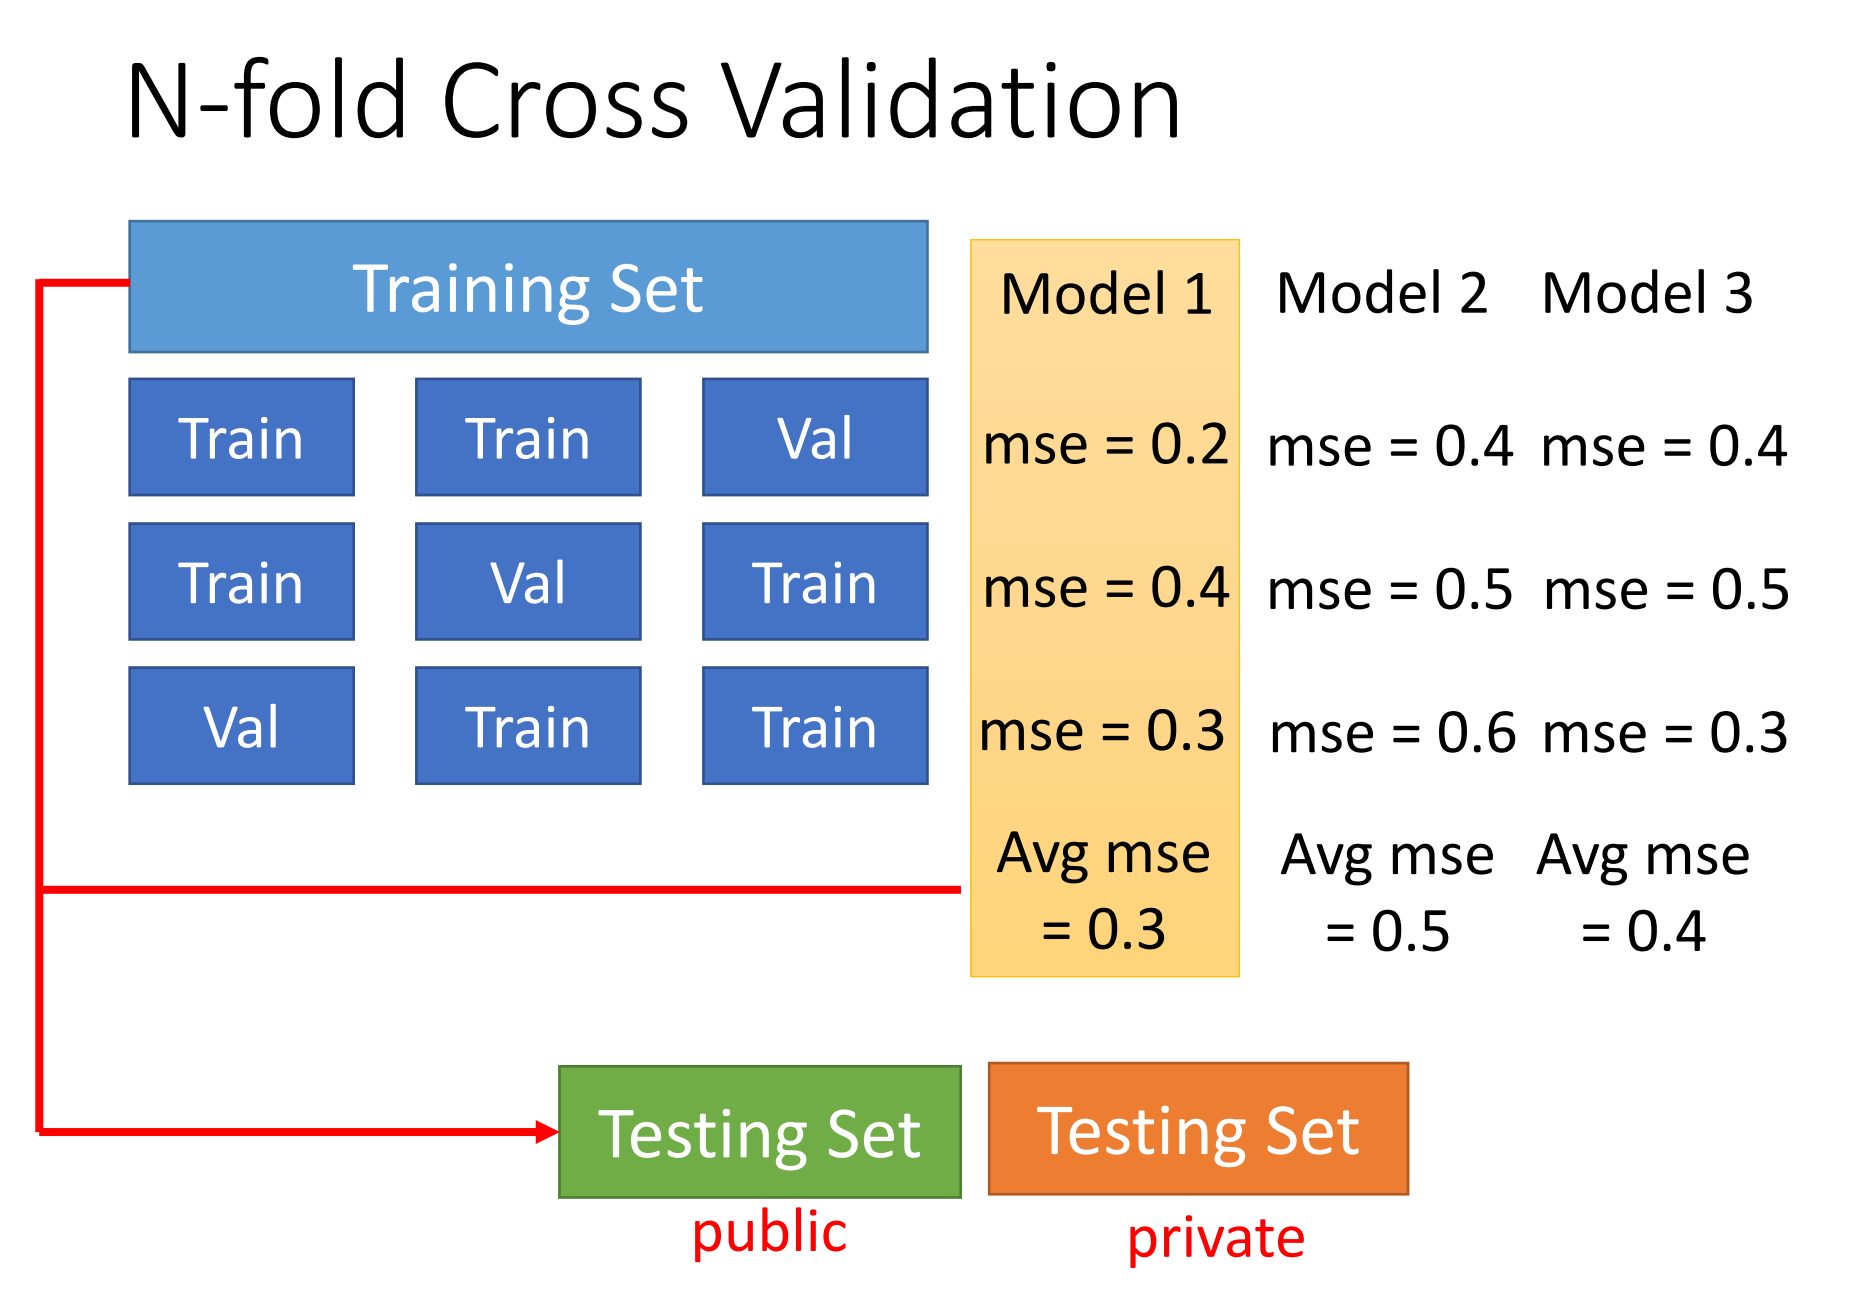 N-fold Cross Validation
Training Set
Model 1
Model 2
Model 3
Train
Train
Val
mse = 0.2
mse = 0.4
mse = 0.4
Train
Val
Train
mse = 0.4
mse = 0.5
mse = 0.5
Val
Train
Train
mse = 0.3
mse = 0.6
mse = 0.3
Avg mse
= 0.3
Avg mse
= 0.5
Avg mse
= 0.4
Testing Set
public
Testing Set
private